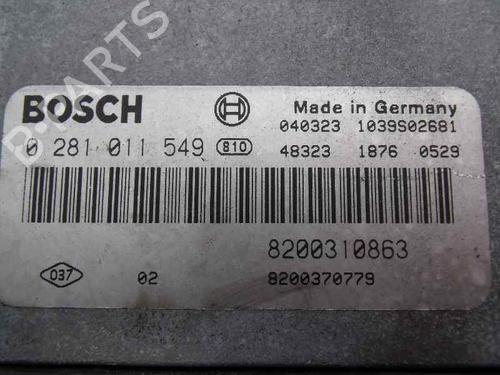 B-PARTS
BOSCH
Made in Germany
040323 1039S02681
0 281 011 549 810
48323 1876 0529
8200310863
037 02 8200370779